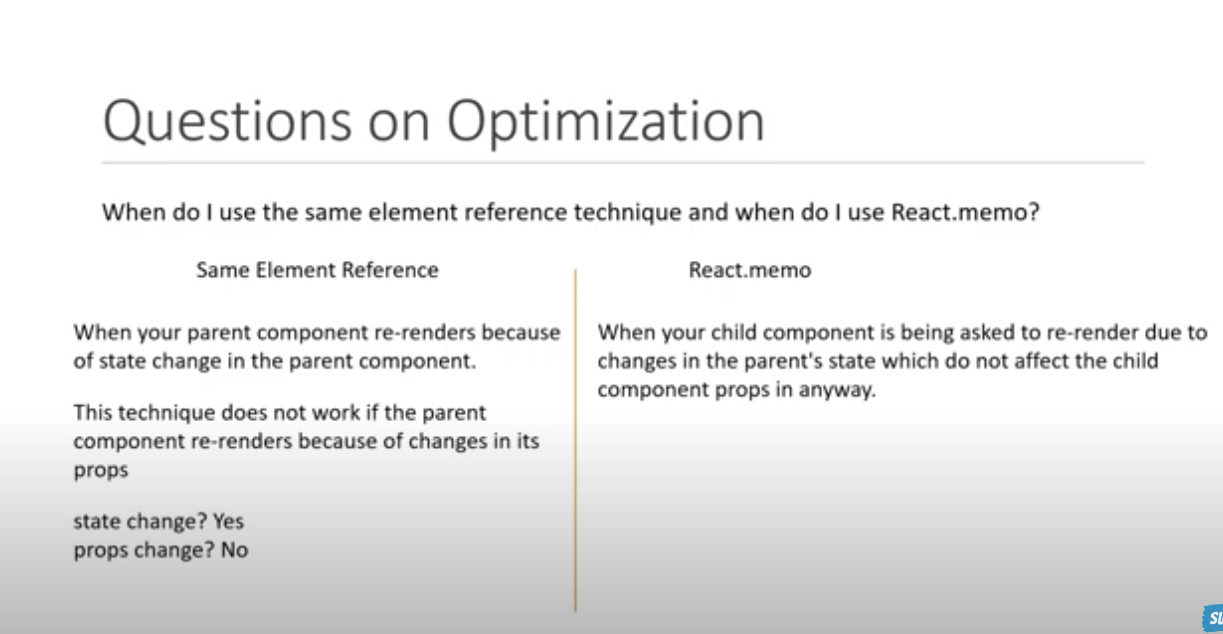 Questions on Optimization
When do I use the same element reference technique and when do I use React.memo?
Same Element Reference
When your parent component re-renders because
of state change in the parent component.
This technique does not work if the parent
component re-renders because of changes in its
props
state change? Yes
props change? No
React.memo
When your child component is being asked to re-render due to
changes in the parent's state which do not affect the child
component props in anyway.